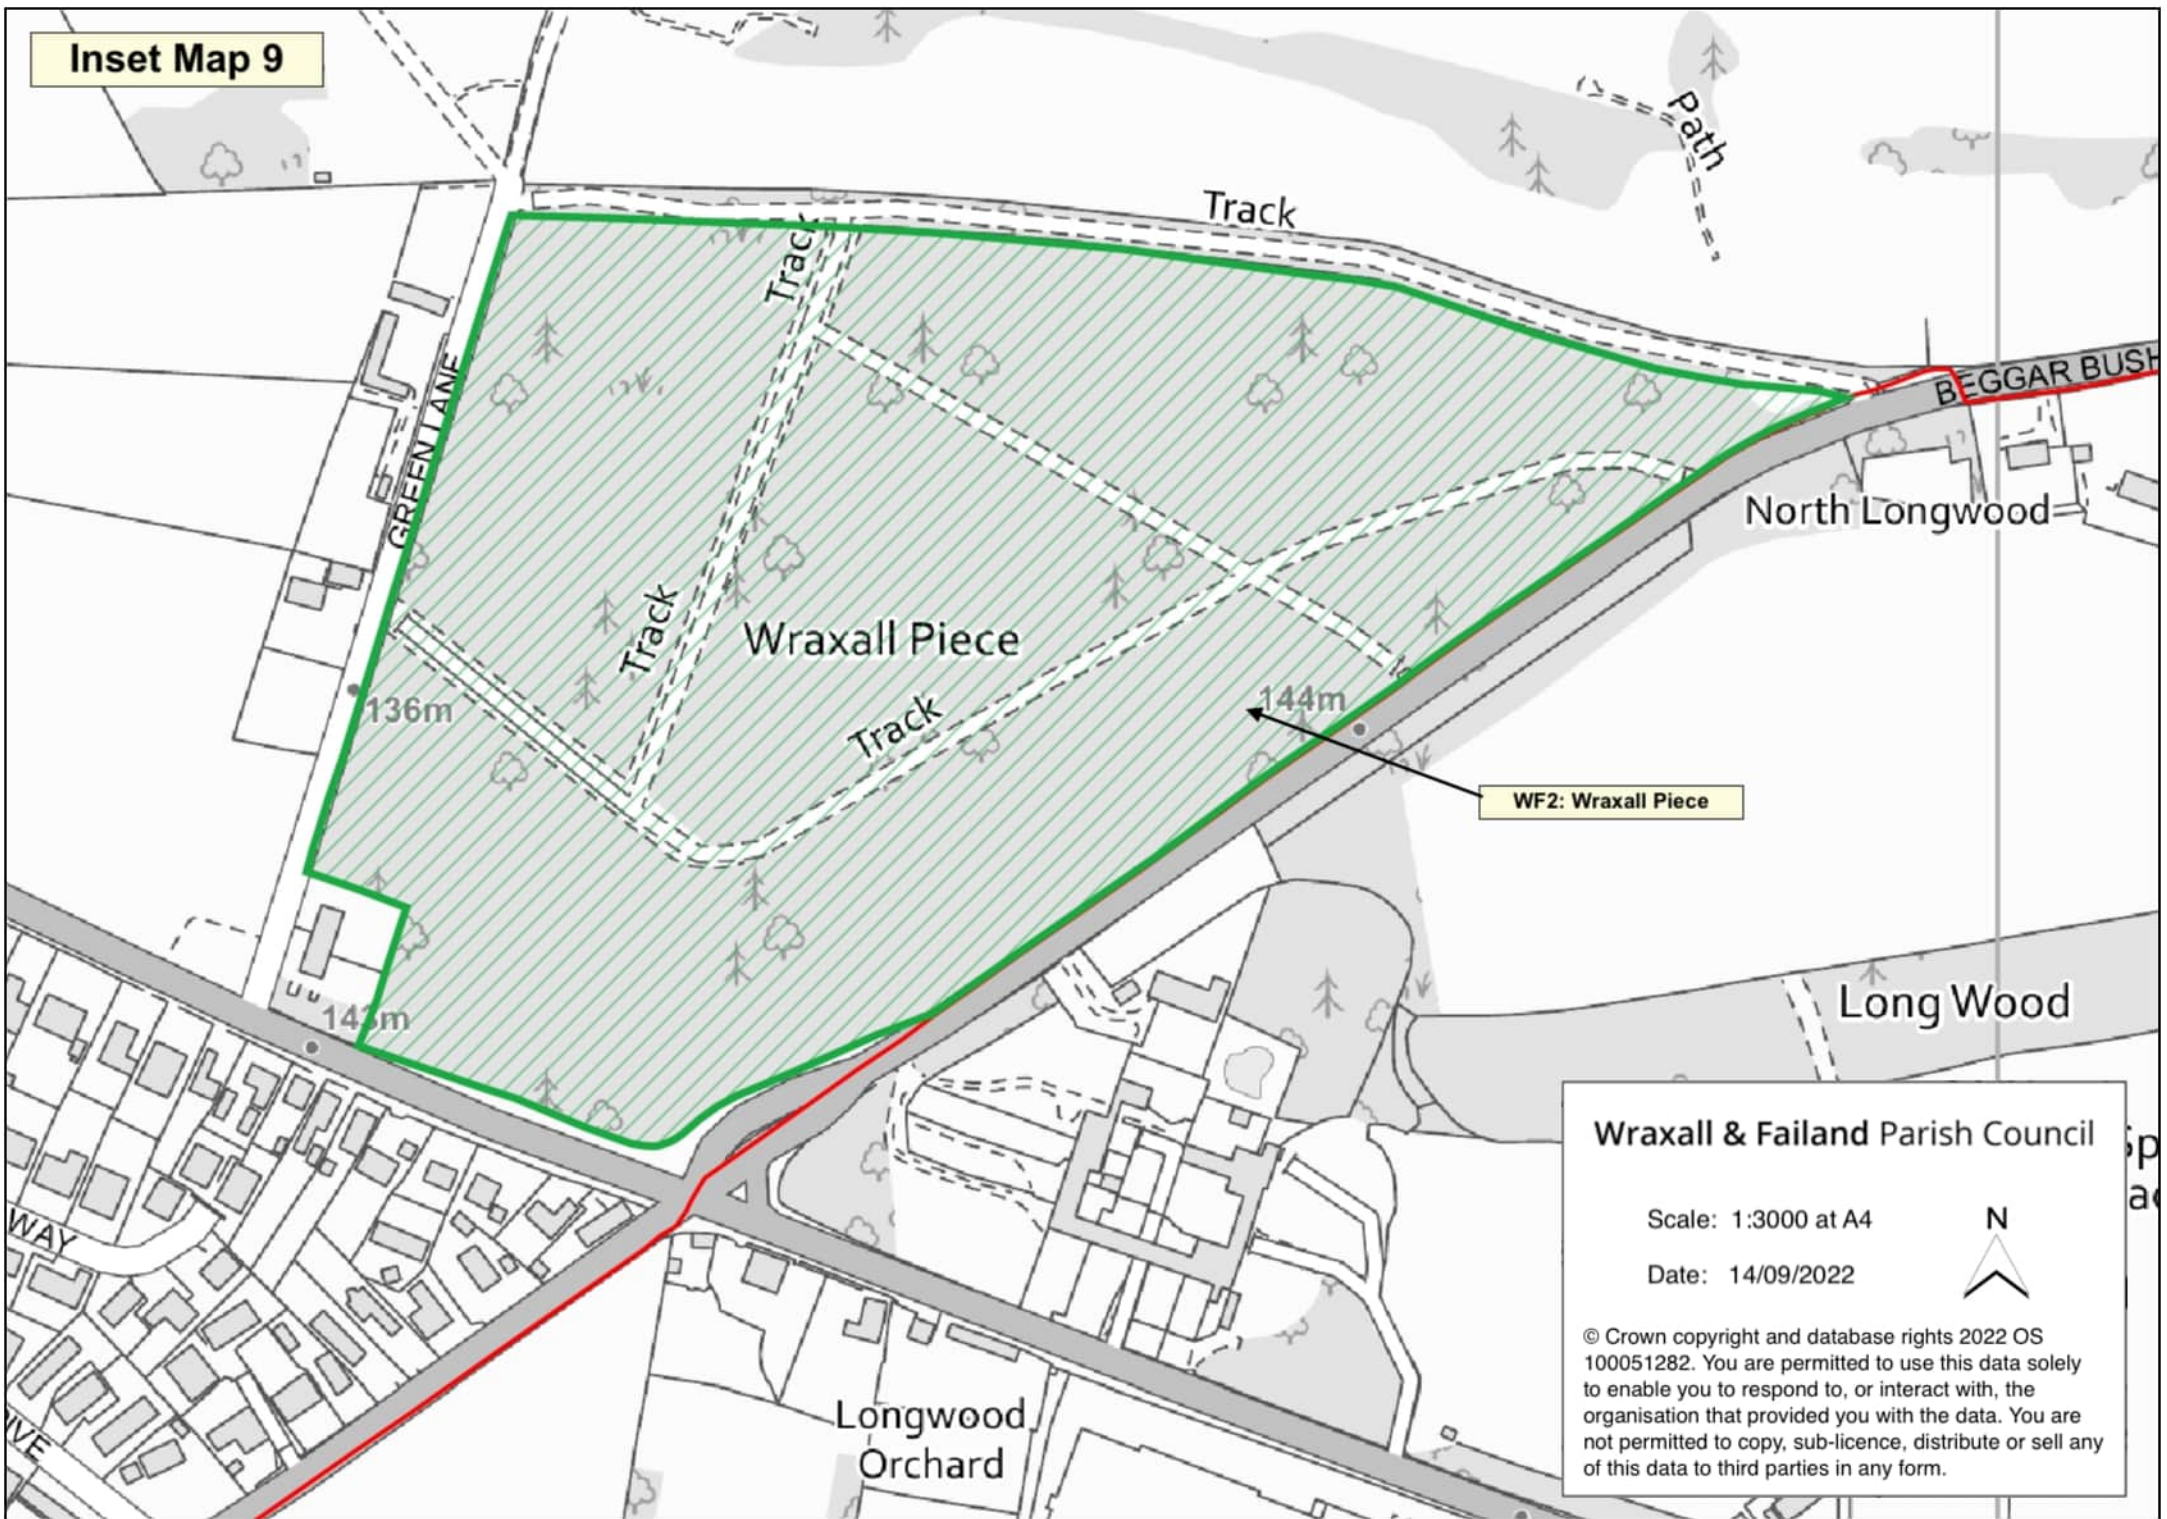 Inset Map 9
Path
Track
Track
BEGGAR BUSH
GREEN LANE
North Longwood
Track
Wraxall Piece
136m
144m
Track
WF2: Wraxall Piece
143m
Long Wood
Wraxall & Failand Parish Council
Scale: 1:3000 at A4
N
Date: 14/09/2022
WAY
© Crown copyright and database rights 2022 OS
100051282. You are permitted to use this data solely
to enable you to respond to, or interact with, the
organisation that provided you with the data. You are
not permitted to copy, sub-licence, distribute or sell any
of this data to third parties in any form.
Longwood
Orchard